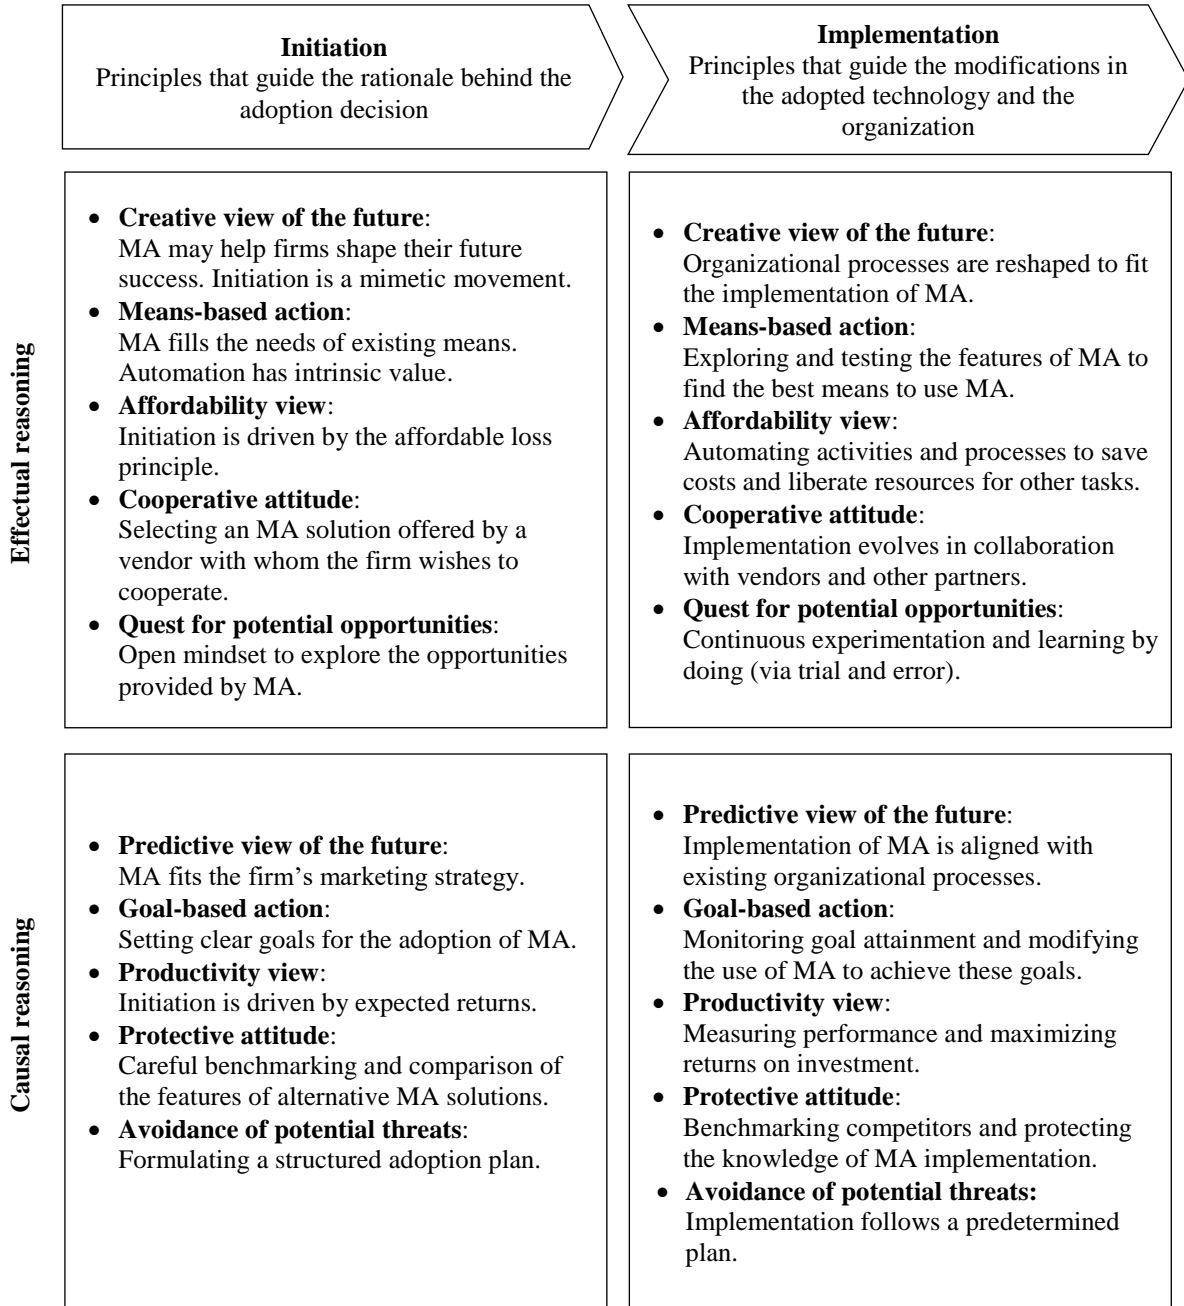 Initiation
Principles that guide the rationale behind the
adoption decision
Implementation
Principles that guide the modifications in
the adopted technology and the
organization
Effectual reasoning
• Creative view of the future:
MA may help firms shape their future
success. Initiation is a mimetic movement.
• Means-based action:
MA fills the needs of existing means.
Automation has intrinsic value.
• Affordability view:
Initiation is driven by the affordable loss
principle.
• Cooperative attitude:
Selecting an MA solution offered by a
vendor with whom the firm wishes to
cooperate.
• Quest for potential opportunities:
Open mindset to explore the opportunities
provided by MA.
• Creative view of the future:
Organizational processes are reshaped to fit
the implementation of MA.
• Means-based action:
Exploring and testing the features of MA to
find the best means to use MA.
• Affordability view:
Automating activities and processes to save
costs and liberate resources for other tasks.
• Cooperative attitude:
Implementation evolves in collaboration
with vendors and other partners.
• Quest for potential opportunities:
Continuous experimentation and learning by
doing (via trial and error).
Causal reasoning
• Predictive view of the future:
MA fits the firm’s marketing strategy.
• Goal-based action:
Setting clear goals for the adoption of MA.
• Productivity view:
Initiation is driven by expected returns.
• Protective attitude:
Careful benchmarking and comparison of
the features of alternative MA solutions.
• Avoidance of potential threats:
Formulating a structured adoption plan.
• Predictive view of the future:
Implementation of MA is aligned with
existing organizational processes.
• Goal-based action:
Monitoring goal attainment and modifying
the use of MA to achieve these goals.
• Productivity view:
Measuring performance and maximizing
returns on investment.
• Protective attitude:
Benchmarking competitors and protecting
the knowledge of MA implementation.
• Avoidance of potential threats:
Implementation follows a predetermined
plan.